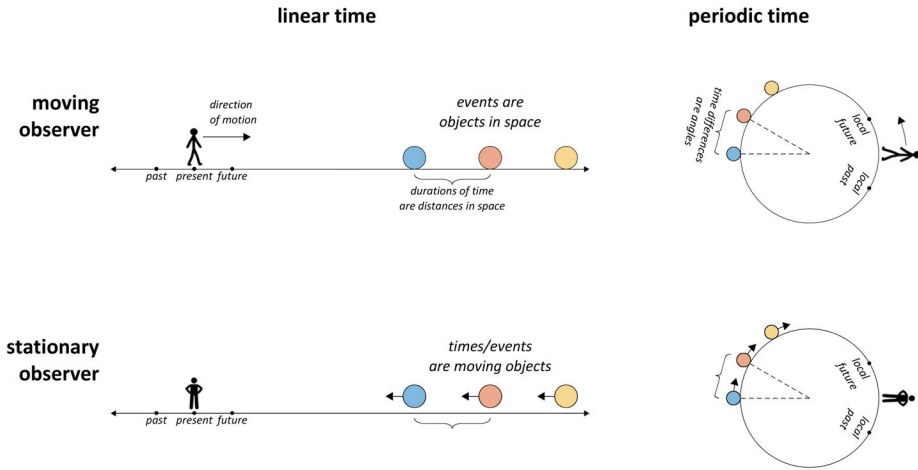 linear time
periodic time
moving
observer
direction
of motion
events are
objects in space
past present future
durations of time
are distances in space
time differences
are angles
local
future
local
past
stationary
observer
times/events
are moving objects
past present future
local
future
local
past